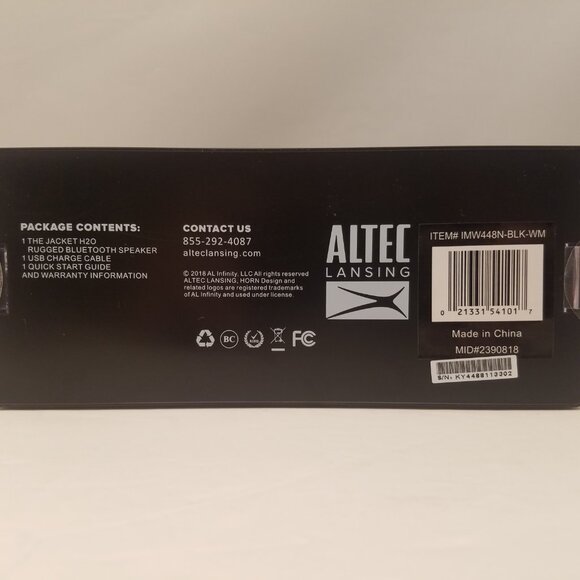 PACKAGE CONTENTS:
1 THE JACKET H2O
RUGGED BLUETOOTH SPEAKER
1 USB CHARGE CABLE
1 QUICK START GUIDE
AND WARRANTY INFORMATION
CONTACT US
855-292-4087
alteclansing.com
© 2018 AL Infinity, LLC All rights reserved
ALTEC LANSING, HORN Design and
related logos are registered trademarks
of AL Infinity and used under license.
BC
FC
ALTEC
LANSING
ITEM# IMW448N-BLK-WM
0 21331 54101 7
Made in China
MID#2390818
S/N: KY4488113302